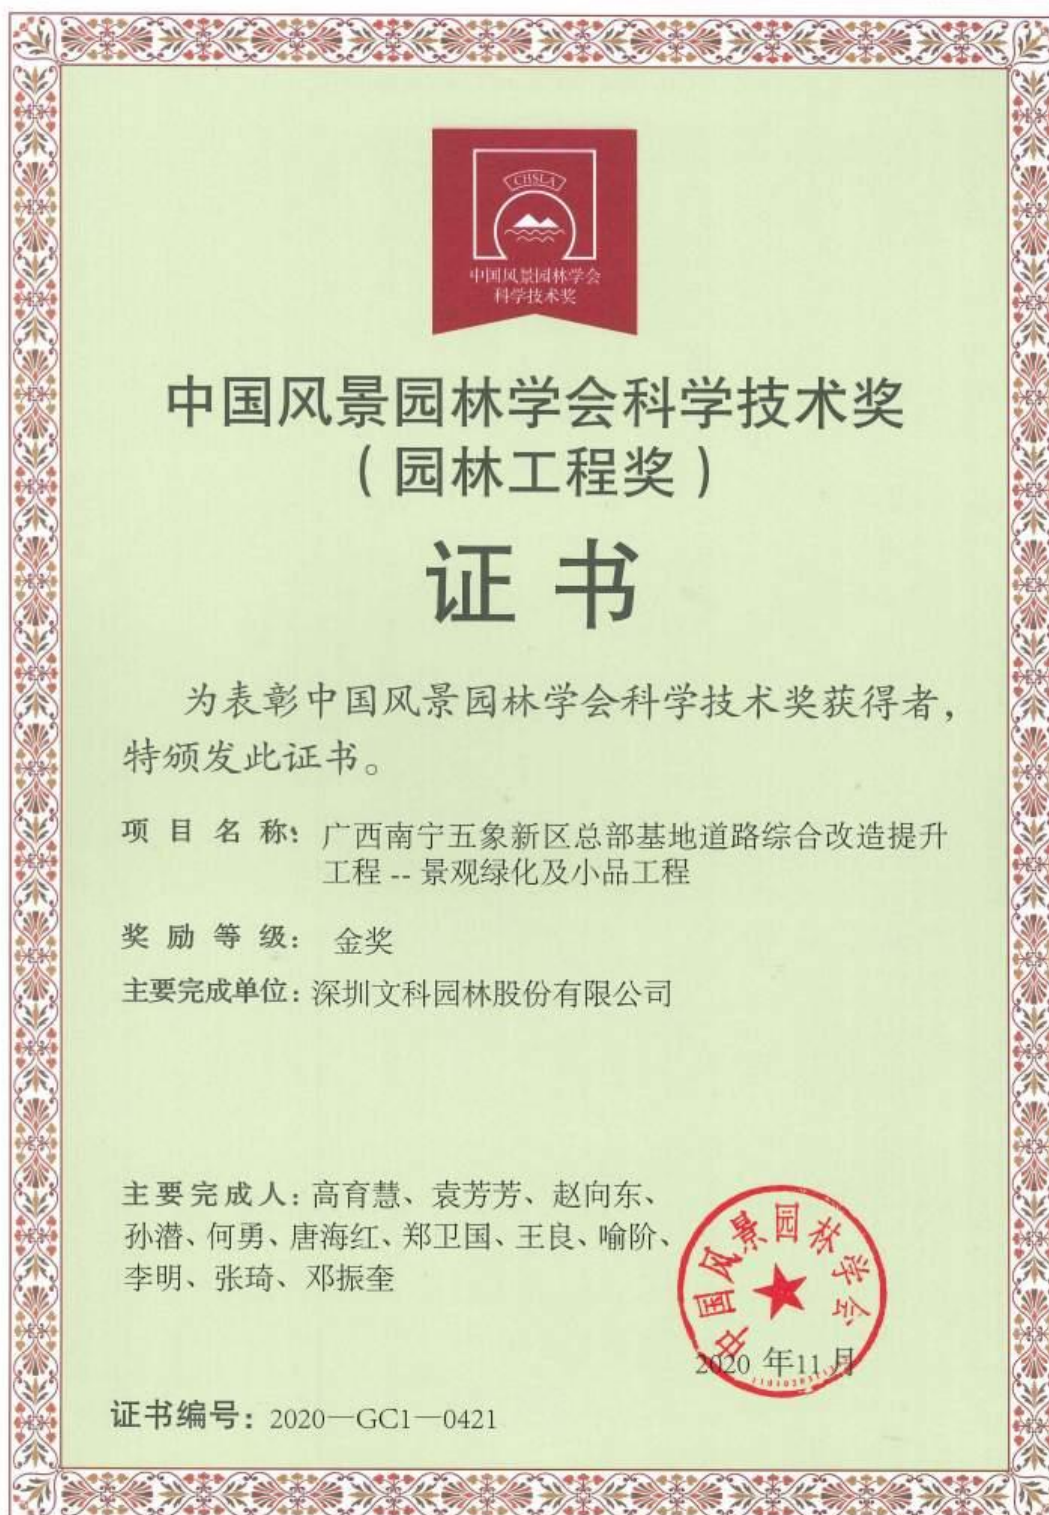 CHSLA
中国风景园林学会
科学技术奖
中国风景园林学会科学技术奖
（园林工程奖）
证书
为表彰中国风景园林学会科学技术奖获得者，
特颁发此证书。
项目名称：广西南宁五象新区总部基地道路综合改造提升
工程 -- 景观绿化及小品工程
奖励等级：金奖
主要完成单位：深圳文科园林股份有限公司
主要完成人：高育慧、袁芳芳、赵向东、
孙潜、何勇、唐海红、郑卫国、王良、喻阶、
李明、张琦、邓振奎
中国风景园林学会
2020 年11月
证书编号：2020—GC1—0421